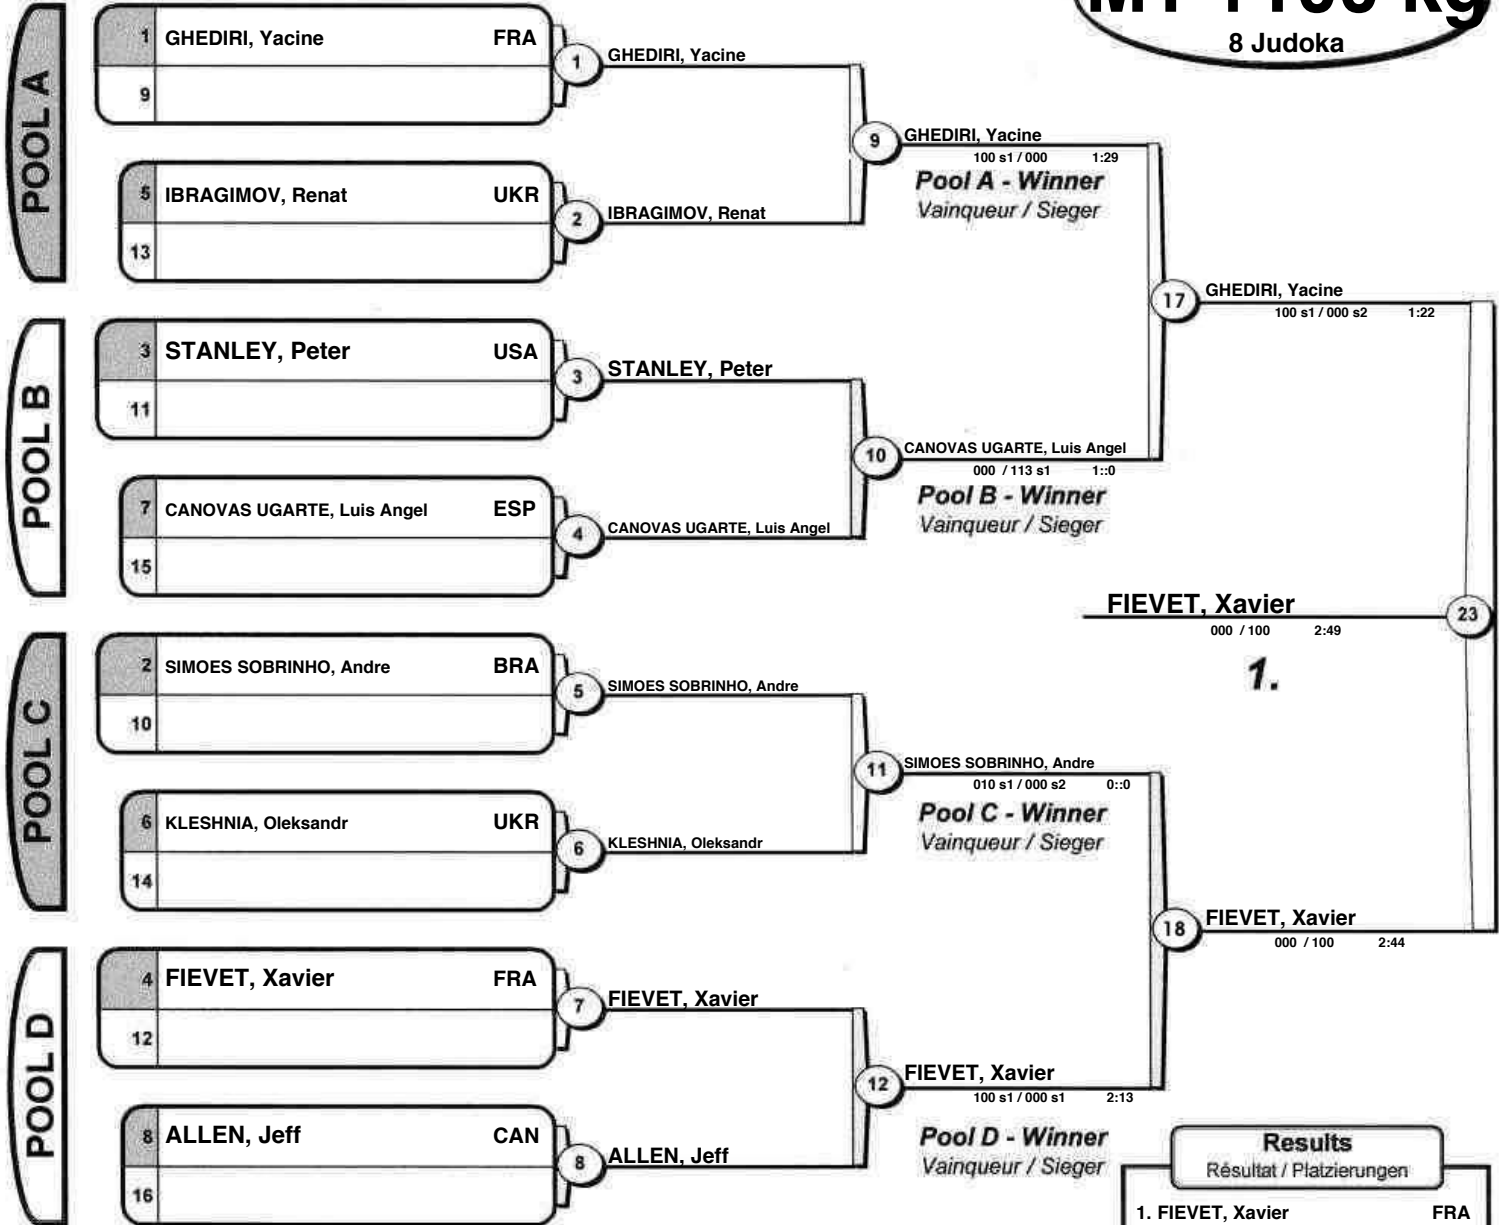 8 Judoka
POOL A
1 GHEDIRI, Yacine FRA
9
1 GHEDIRI, Yacine
5 IBRAGIMOV, Renat UKR
13
2 IBRAGIMOV, Renat
9 GHEDIRI, Yacine
100 s1 / 000 1:29
Pool A - Winner
Vainqueur / Sieger
POOL B
3 STANLEY, Peter USA
11
3 STANLEY, Peter
7 CANOVAS UGARTE, Luis Angel ESP
15
4 CANOVAS UGARTE, Luis Angel
10 CANOVAS UGARTE, Luis Angel
000 / 113 s1 1::0
Pool B - Winner
Vainqueur / Sieger
17 GHEDIRI, Yacine
100 s1 / 000 s2 1:22
FIEVET, Xavier 23
000 / 100 2:49
1.
POOL C
2 SIMOES SOBRINHO, Andre BRA
10
5 SIMOES SOBRINHO, Andre
6 KLESHNIA, Oleksandr UKR
14
6 KLESHNIA, Oleksandr
11 SIMOES SOBRINHO, Andre
010 s1 / 000 s2 0::0
Pool C - Winner
Vainqueur / Sieger
18 FIEVET, Xavier
000 / 100 2:44
POOL D
4 FIEVET, Xavier FRA
12
7 FIEVET, Xavier
8 ALLEN, Jeff CAN
16
8 ALLEN, Jeff
12 FIEVET, Xavier
100 s1 / 000 s1 2:13
Pool D - Winner
Vainqueur / Sieger
Results
Résultat / Platzierungen
1. FIEVET, Xavier FRA